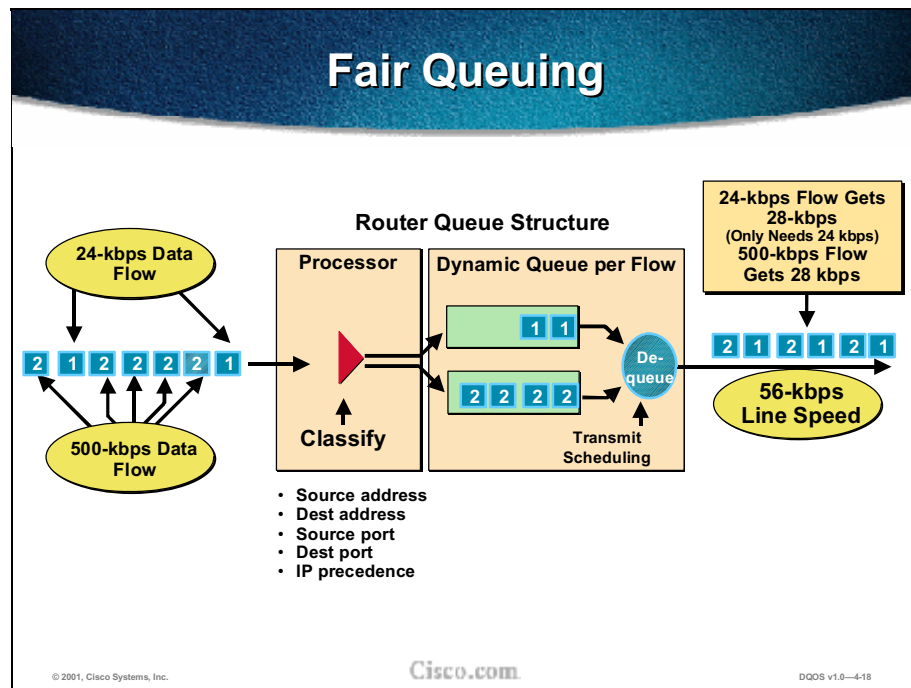 Fair Queuing
24-kbps Data
Flow
2 1 2 2 2 2 1
500-kbps Data
Flow
Router Queue Structure
Processor
Classify
• Source address
• Dest address
• Source port
• Dest port
• IP precedence
Dynamic Queue per Flow
1 1
2 2 2 2
De-
queue
Transmit
Scheduling
24-kbps Flow Gets
28-kbps
(Only Needs 24 kbps)
500-kbps Flow
Gets 28 kbps
2 1 2 1 2 1
56-kbps
Line Speed
© 2001, Cisco Systems, Inc.
Cisco.com
DQOS v1.0—4-18